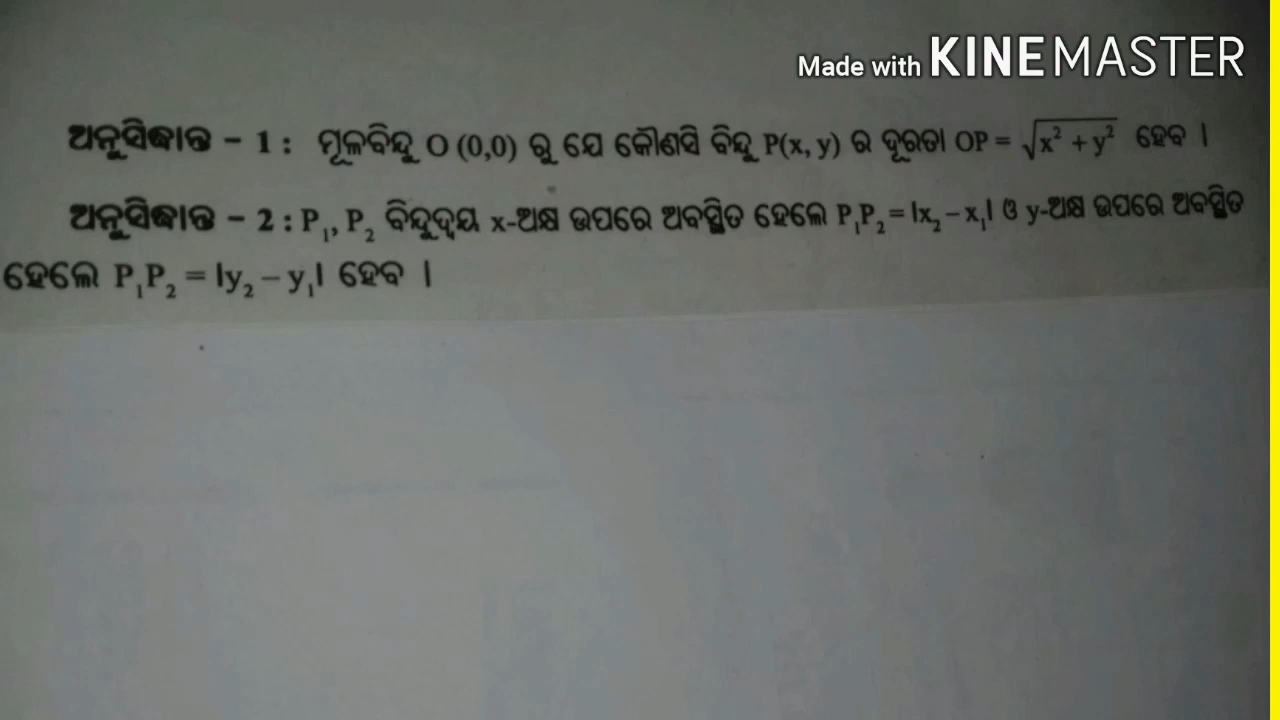 Made with KINEMASTER
ଅନୁସିଦ୍ଧାନ୍ତ – 1 : ମୂଳବିନ୍ଦୁ O (0,0) ରୁ ଯେ କୌଣସି ବିନ୍ଦୁ P(x, y) ର ଦୂରତା OP = √x² + y² ହେବ ।
ଅନୁସିଦ୍ଧାନ୍ତ – 2 : P₁, P₂ ବିନ୍ଦୁଦ୍ୱୟ x-ଅକ୍ଷ ଉପରେ ଅବସ୍ଥିତ ହେଲେ P₁P₂ = |x₂ – x₁| ଓ y-ଅକ୍ଷ ଉପରେ ଅବସ୍ଥିତ
ହେଲେ P₁P₂ = |y₂ – y₁| ହେବ ।